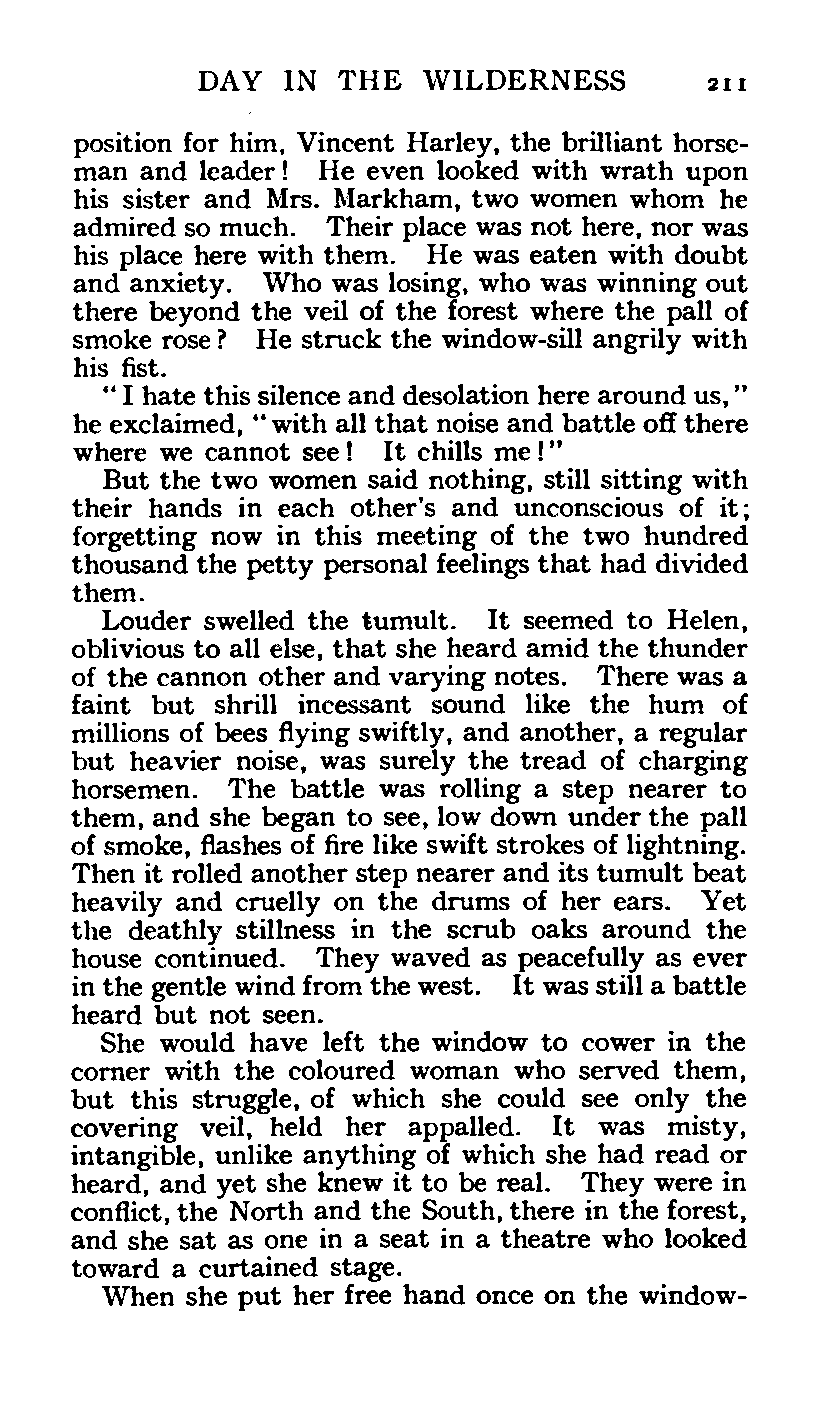 DAY IN THE WILDERNESS 211
position for him, Vincent Harley, the brilliant horse-
man and leader! He even looked with wrath upon
his sister and Mrs. Markham, two women whom he
admired so much. Their place was not here, nor was
his place here with them. He was eaten with doubt
and anxiety. Who was losing, who was winning out
there beyond the veil of the forest where the pall of
smoke rose? He struck the window-sill angrily with
his fist.
"I hate this silence and desolation here around us,"
he exclaimed, "with all that noise and battle off there
where we cannot see! It chills me!"
But the two women said nothing, still sitting with
their hands in each other's and unconscious of it;
forgetting now in this meeting of the two hundred
thousand the petty personal feelings that had divided
them.
Louder swelled the tumult. It seemed to Helen,
oblivious to all else, that she heard amid the thunder
of the cannon other and varying notes. There was a
faint but shrill incessant sound like the hum of
millions of bees flying swiftly, and another, a regular
but heavier noise, was surely the tread of charging
horsemen. The battle was rolling a step nearer to
them, and she began to see, low down under the pall
of smoke, flashes of fire like swift strokes of lightning.
Then it rolled another step nearer and its tumult beat
heavily and cruelly on the drums of her ears. Yet
the deathly stillness in the scrub oaks around the
house continued. They waved as peacefully as ever
in the gentle wind from the west. It was still a battle
heard but not seen.
She would have left the window to cower in the
corner with the coloured woman who served them,
but this struggle, of which she could see only the
covering veil, held her appalled. It was misty,
intangible, unlike anything of which she had read or
heard, and yet she knew it to be real. They were in
conflict, the North and the South, there in the forest,
and she sat as one in a seat in a theatre who looked
toward a curtained stage.
When she put her free hand once on the window-